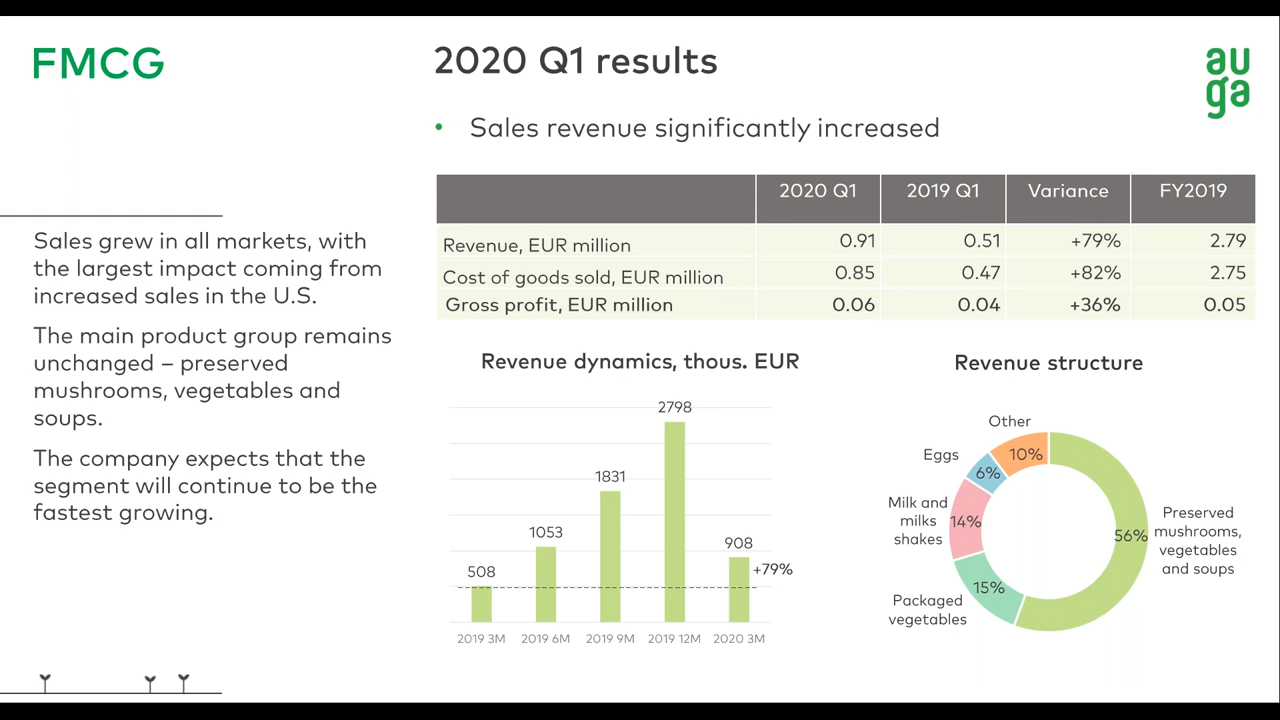 FMCG
2020 Q1 results
au
ga
• Sales revenue significantly increased
Sales grew in all markets, with
the largest impact coming from
increased sales in the U.S.
The main product group remains
unchanged – preserved
mushrooms, vegetables and
soups.
The company expects that the
segment will continue to be the
fastest growing.
2020 Q1 2019 Q1 Variance FY2019
Revenue, EUR million 0.91 0.51 +79% 2.79
Cost of goods sold, EUR million 0.85 0.47 +82% 2.75
Gross profit, EUR million 0.06 0.04 +36% 0.05
Revenue dynamics, thous. EUR
2798
1831
1053
908
508
+79%
2019 3M 2019 6M 2019 9M 2019 12M 2020 3M
Revenue structure
Other
10%
Eggs
6%
Milk and
milks
shakes
14%
Packaged
vegetables
15%
56%
Preserved
mushrooms,
vegetables
and soups